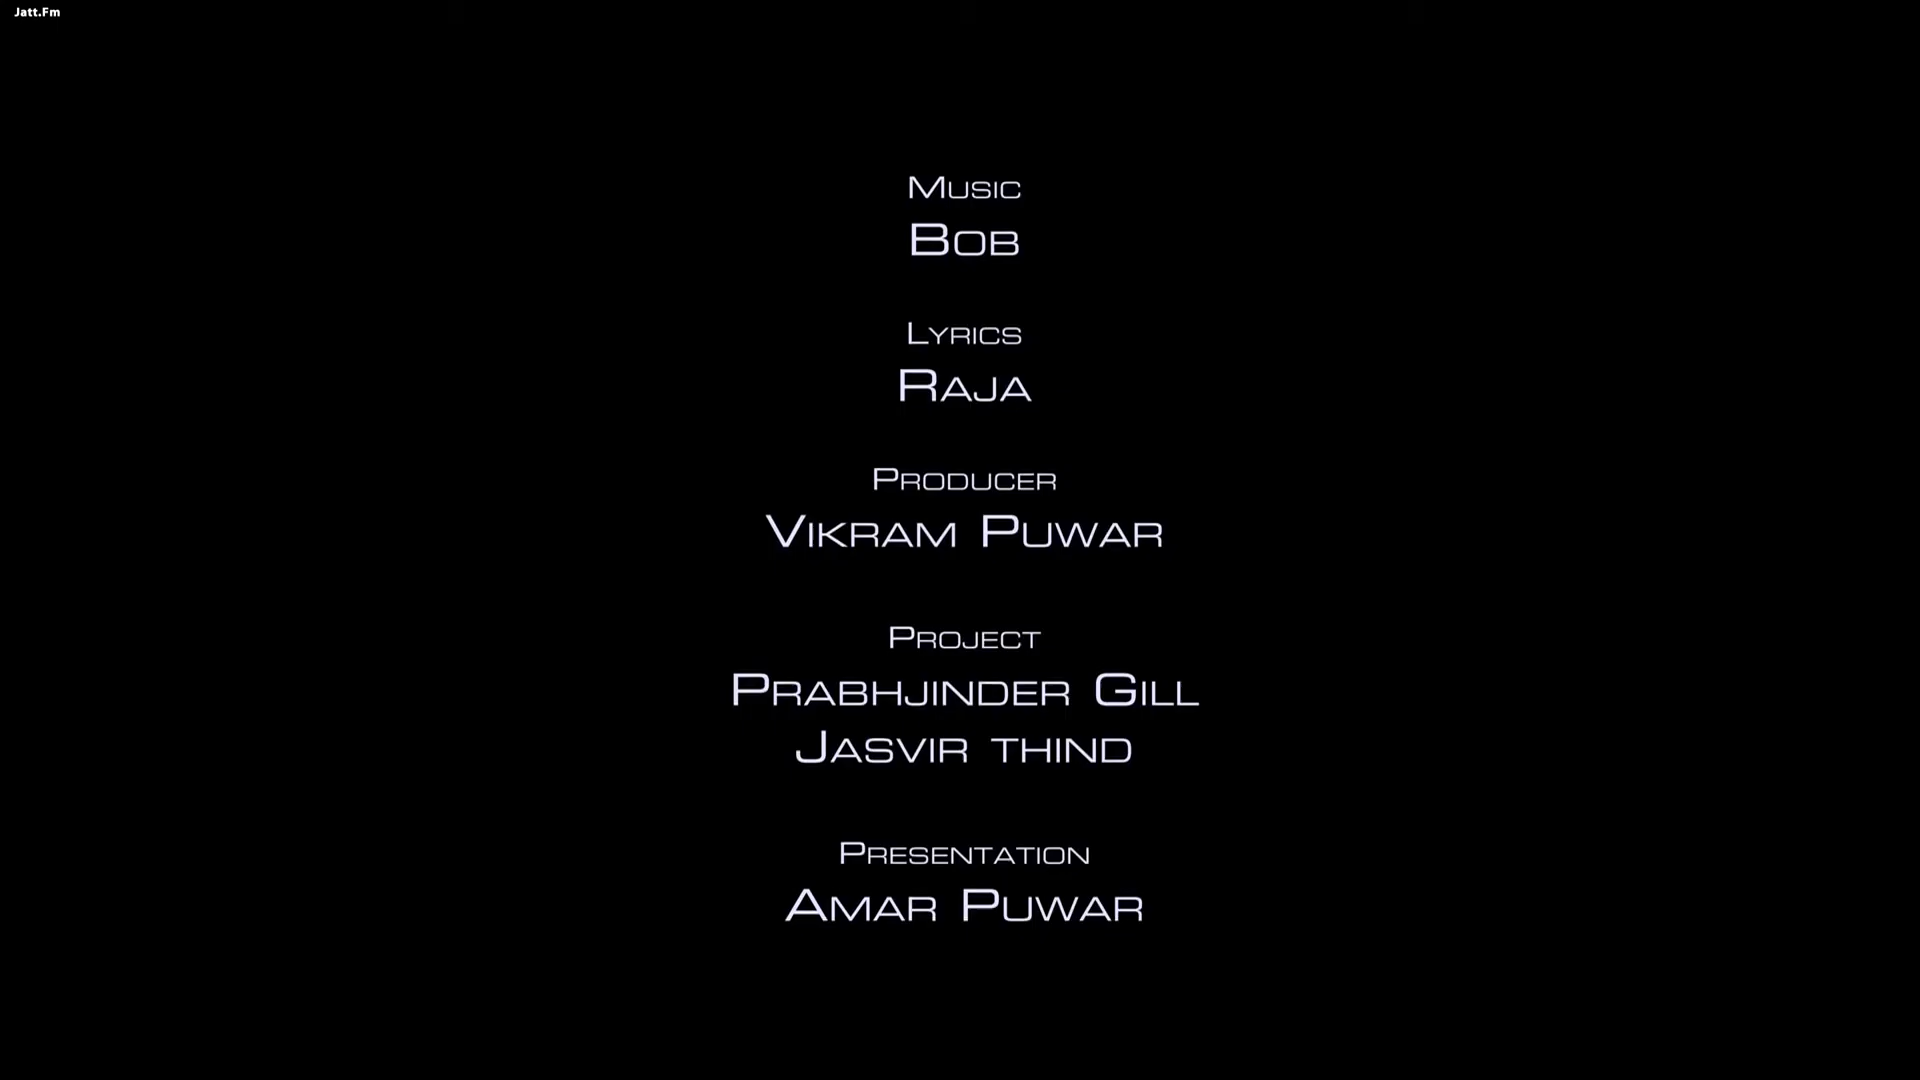 Jatt.Fm
Music
Bob
Lyrics
Raja
Producer
Vikram Puwar
Project
Prabhjinder Gill
Jasvir thind
Presentation
Amar Puwar